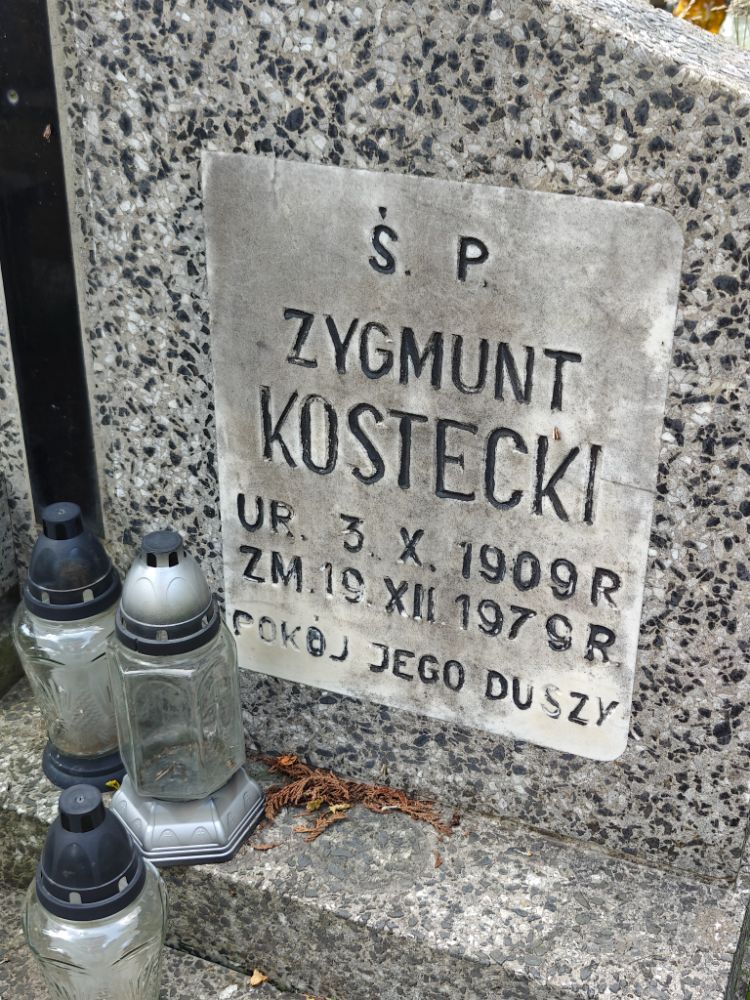 Ś. P.
ZYGMUNT
KOSTECKI
UR. 3. X. 1909 R
ZM. 19. XII. 1979 R.
POKÓJ JEGO DUSZY